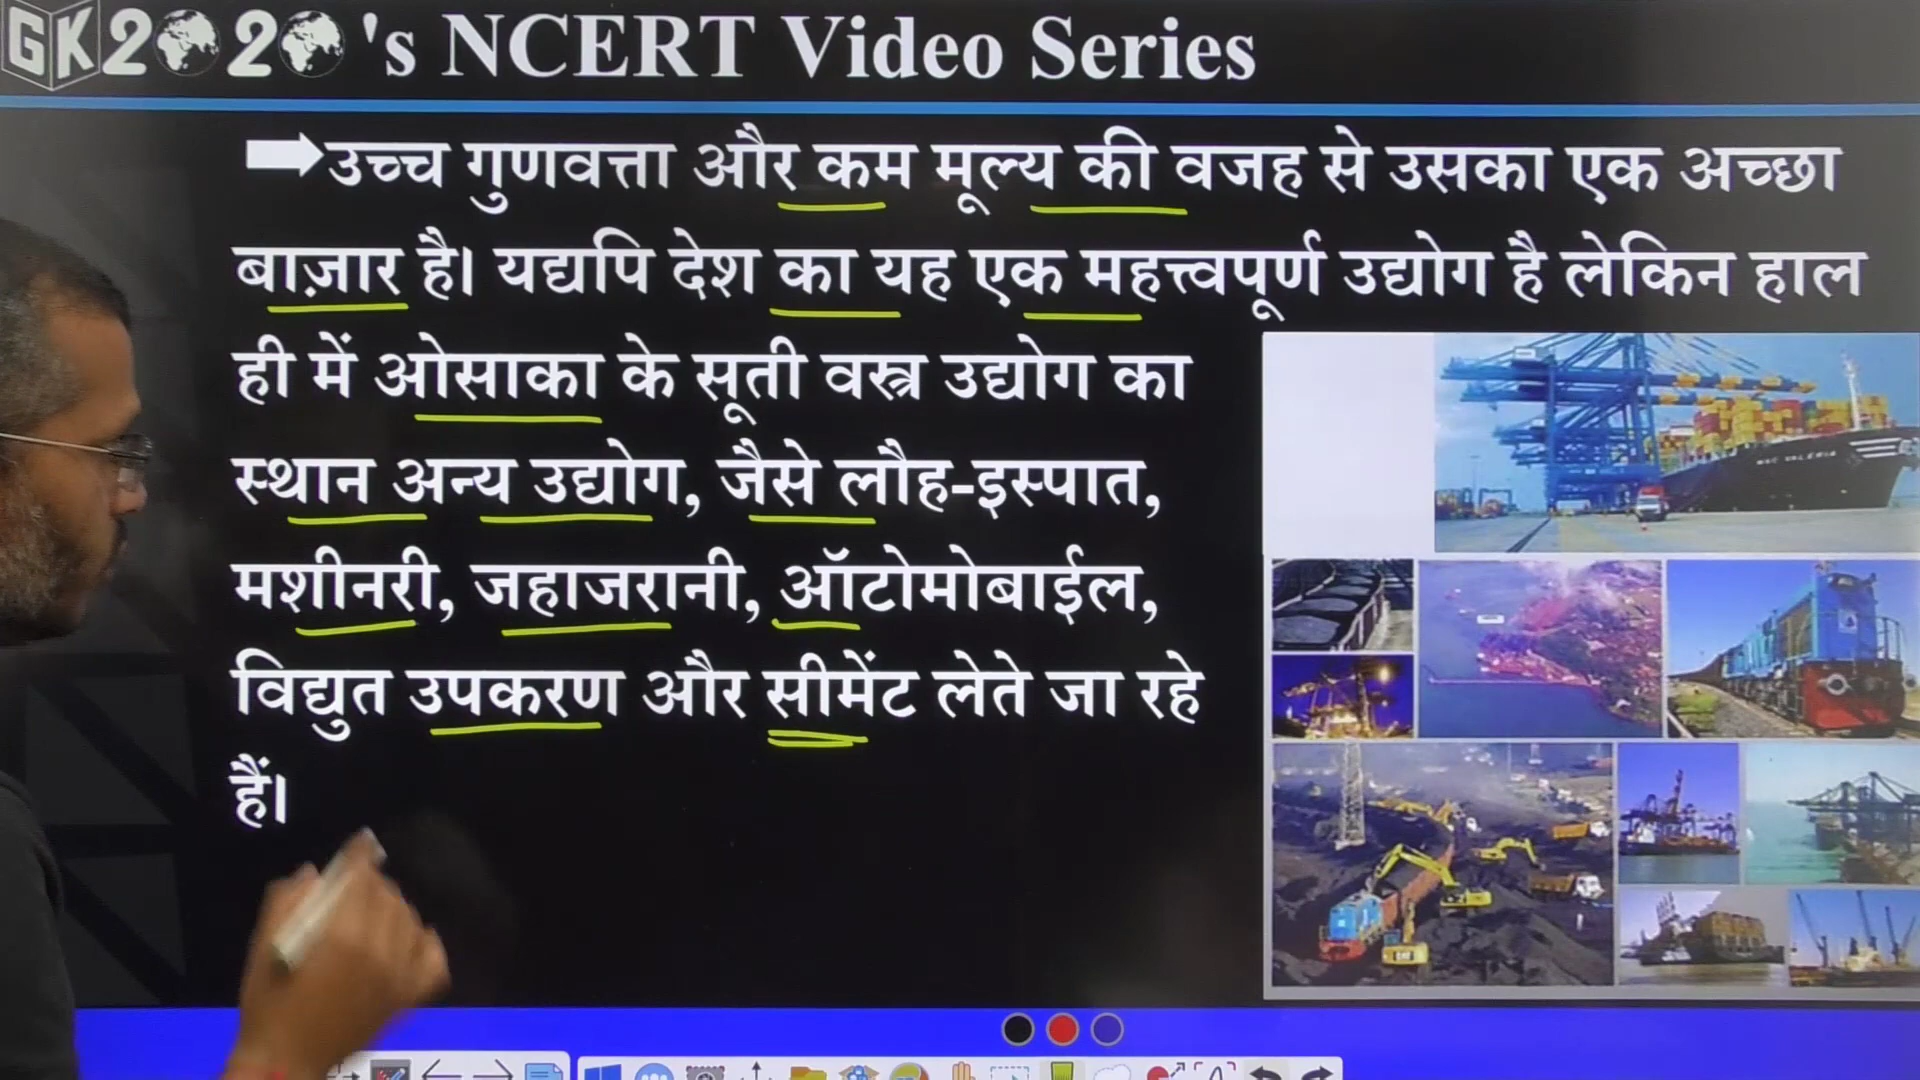 GK2020's NCERT Video Series
उच्च गुणवत्ता और कम मूल्य की वजह से उसका एक अच्छा
बाज़ार है। यद्यपि देश का यह एक महत्त्वपूर्ण उद्योग है लेकिन हाल
ही में ओसाका के सूती वस्त्र उद्योग का
स्थान अन्य उद्योग, जैसे लौह-इस्पात,
मशीनरी, जहाजरानी, ऑटोमोबाईल,
विद्युत उपकरण और सीमेंट लेते जा रहे
हैं।